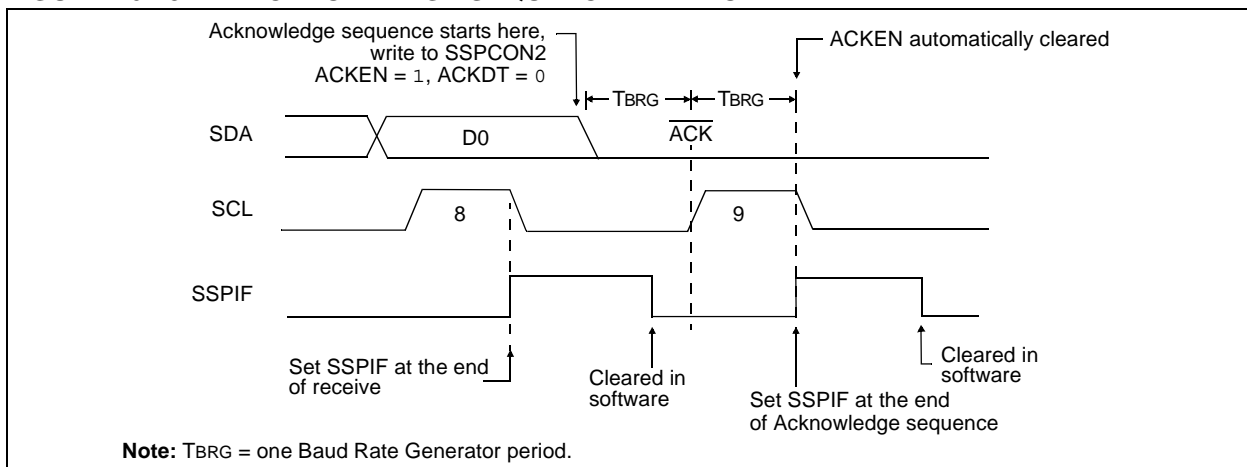 Acknowledge sequence starts here,
write to SSPCON2
ACKEN = 1, ACKDT = 0
ACKEN automatically cleared
TBRG
TBRG
SDA
D0
ACK
SCL
8
9
SSPIF
Set SSPIF at the end
of receive
Cleared in
software
Set SSPIF at the end
of Acknowledge sequence
Cleared in
software
Note: TBRG = one Baud Rate Generator period.